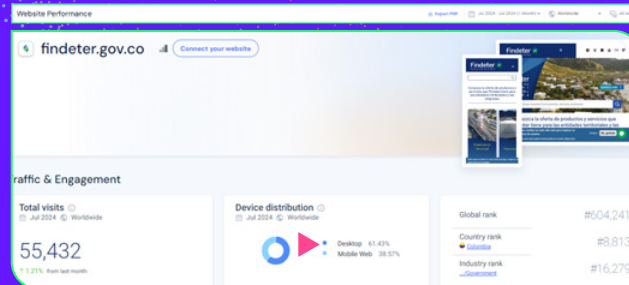 Website Performance
Export PDF Jul 2024 - Jul 2024 (1 Month) Worldwide
findeter.gov.co Connect your website
Findeter
Findeter
Traffic & Engagement
Total visits
Jul 2024 Worldwide
55,432
1.21% from last month
Device distribution
Jul 2024 Worldwide
Desktop 61.43%
Mobile Web 38.57%
Global rank #604,241
Country rank #8,813
Colombia
Industry rank #16,279
.../Government